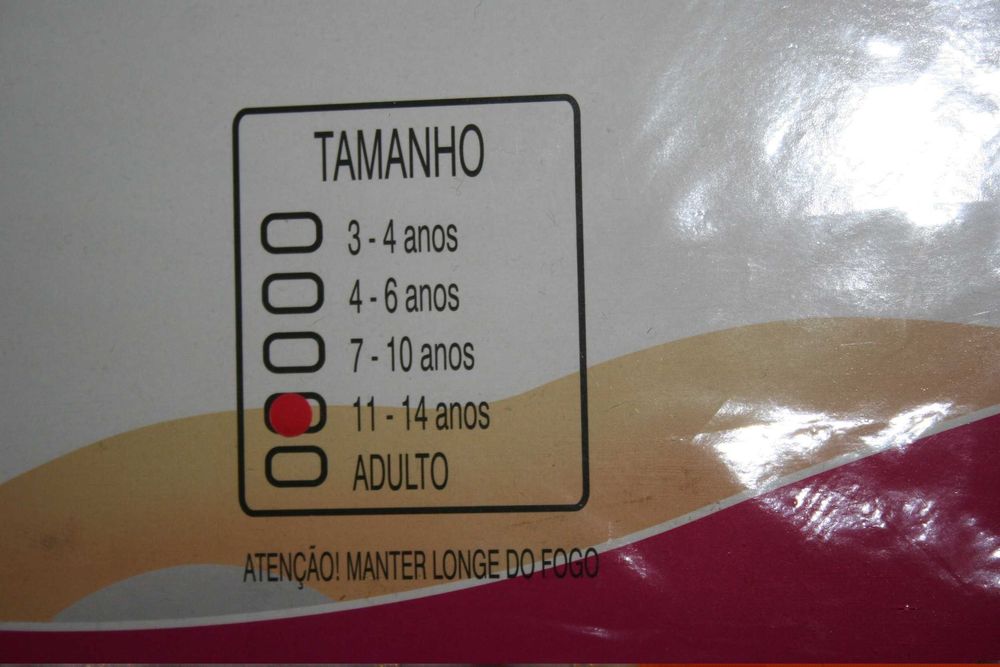 TAMANHO
3 - 4 anos
4 - 6 anos
7 - 10 anos
11 - 14 anos
ADULTO
ATENÇÃO! MANTER LONGE DO FOGO